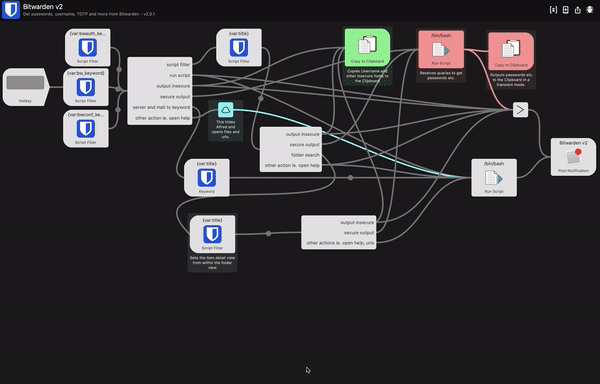 Bitwarden v2
Get passwords, username, TOTP and more from Bitwarden - v2.0.1
Hotkey
{var:bwauth_ke...
Script Filter
{var:bw_keyword}
Script Filter
{var:bwconf_ke...
Script Filter
script filter
run script
output insecure
secure output
server and mail to keyword
other action ie. open help
{var:title}
Script Filter
This hides
Alfred and
opens files and
urls.
Copy to Clipboard
Copies Username and
other insecure items to
the Clipboard
/bin/bash
Run Script
Receives queries to get
passwords etc.
Copy to Clipboard
Outputs passwords etc
to the Clipboard in a
transient mode.
output insecure
secure output
folder search
other action ie. open help
{var:title}
Keyword
/bin/bash
Run Script
Bitwarden v2
Post Notification
{var:title}
Script Filter
Gets the item detail view
from within the folder
view
output insecure
secure output
other actions ie. open help, urls